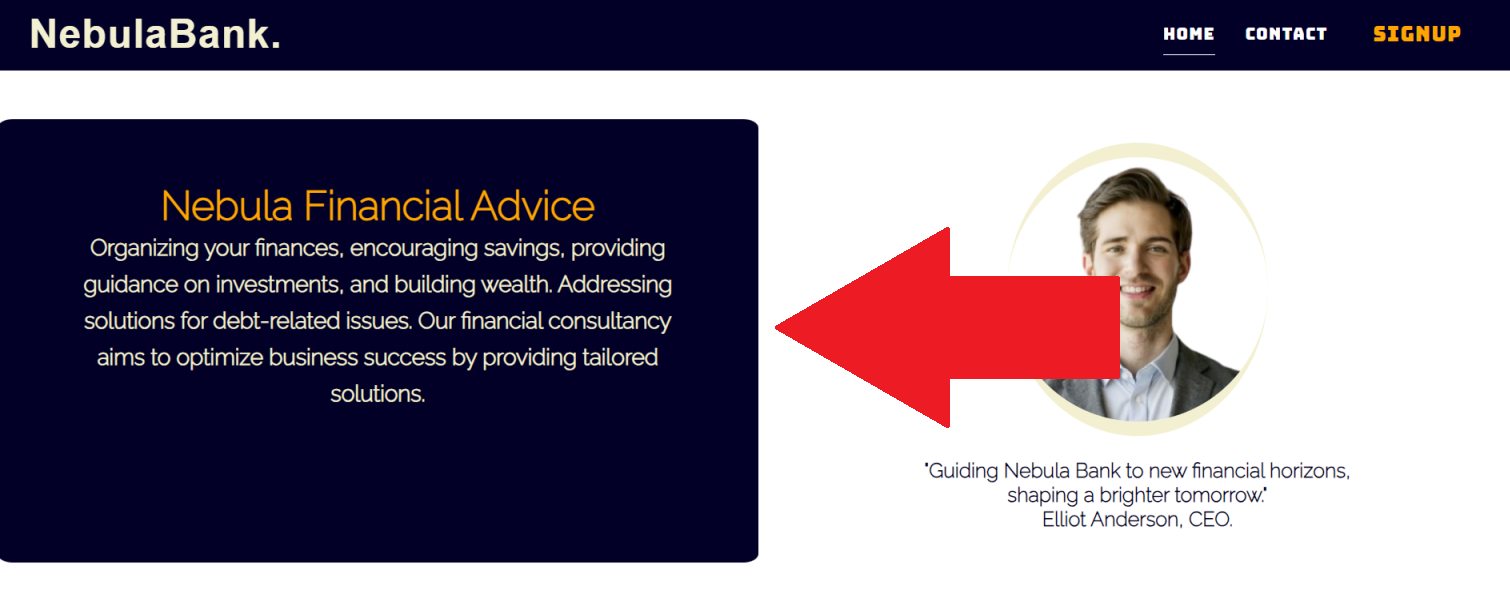 NebulaBank.
HOME CONTACT SIGNUP
Nebula Financial Advice
Organizing your finances, encouraging savings, providing
guidance on investments, and building wealth. Addressing
solutions for debt-related issues. Our financial consultancy
aims to optimize business success by providing tailored
solutions.
"Guiding Nebula Bank to new financial horizons,
shaping a brighter tomorrow."
Elliot Anderson, CEO.